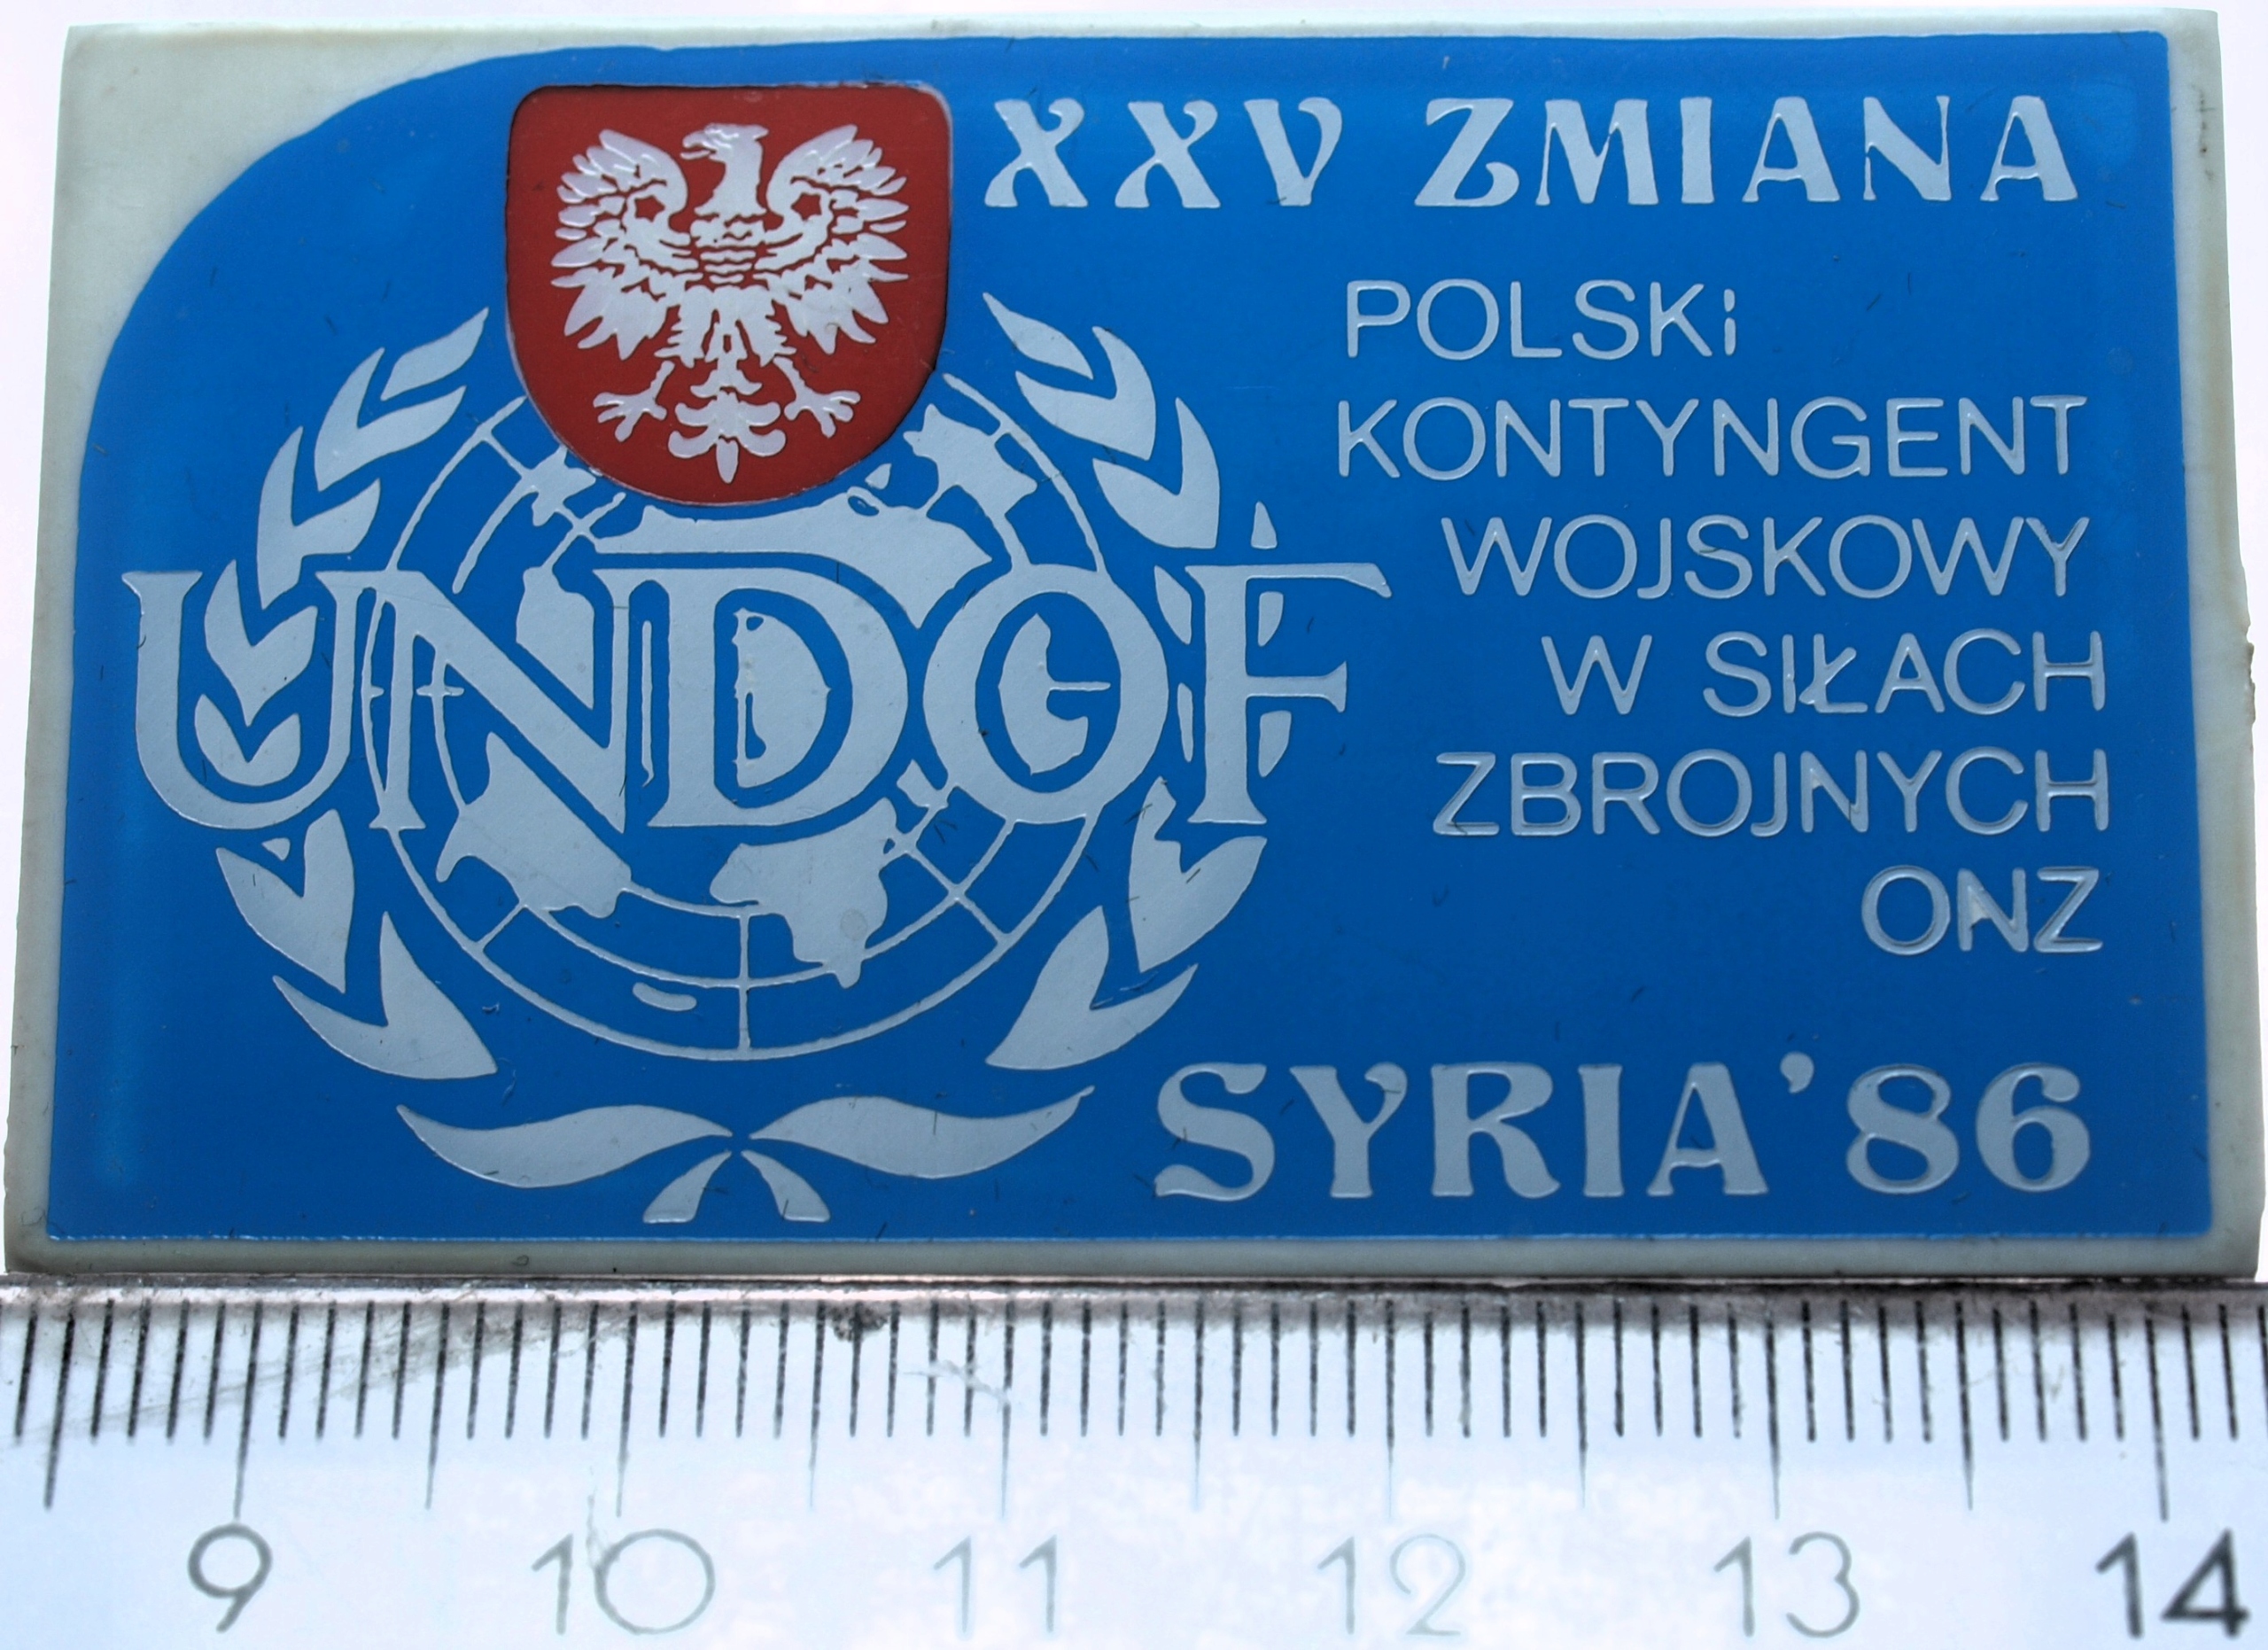 XXV ZMIANA
POLSKi
KONTYNGENT
WOJSKOWY
W SIŁACH
ZBROJNYCH
ONZ
UNDOF
SYRIA'86
9 10 11 12 13 14